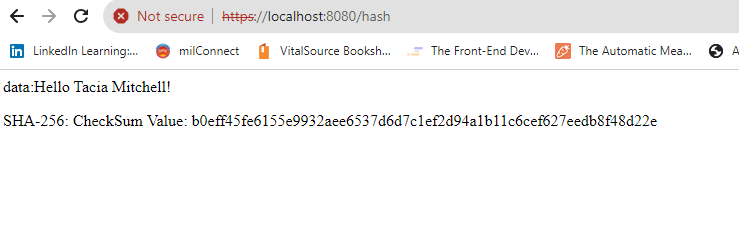 Not secure https://localhost:8080/hash
LinkedIn Learning:... milConnect VitalSource Booksh... The Front-End Dev... The Automatic Mea... A
data:Hello Tacia Mitchell!
SHA-256: CheckSum Value: b0eff45fe6155e9932aee6537d6d7c1ef2d94a1b11c6cef627eedb8f48d22e